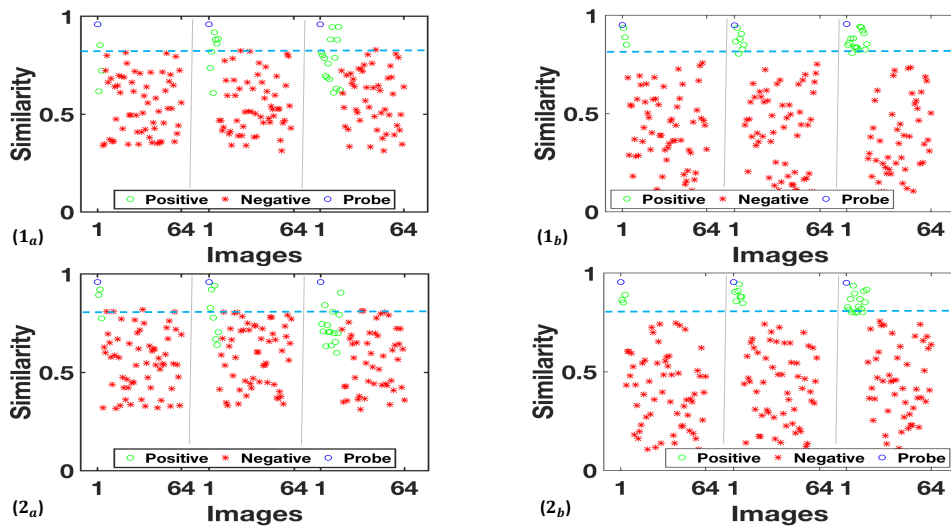 1
Similarity
0.5
Positive Negative Probe
0
1 64 1 64 1 64
(1a)
Images
1
Similarity
0.5
Positive Negative Probe
0
1 64 1 64 1 64
(1b)
Images
1
Similarity
0.5
Positive Negative Probe
0
1 64 1 64 1 64
(2a)
Images
1
Similarity
0.5
Positive Negative Probe
0
1 64 1 64 1 64
(2b)
Images